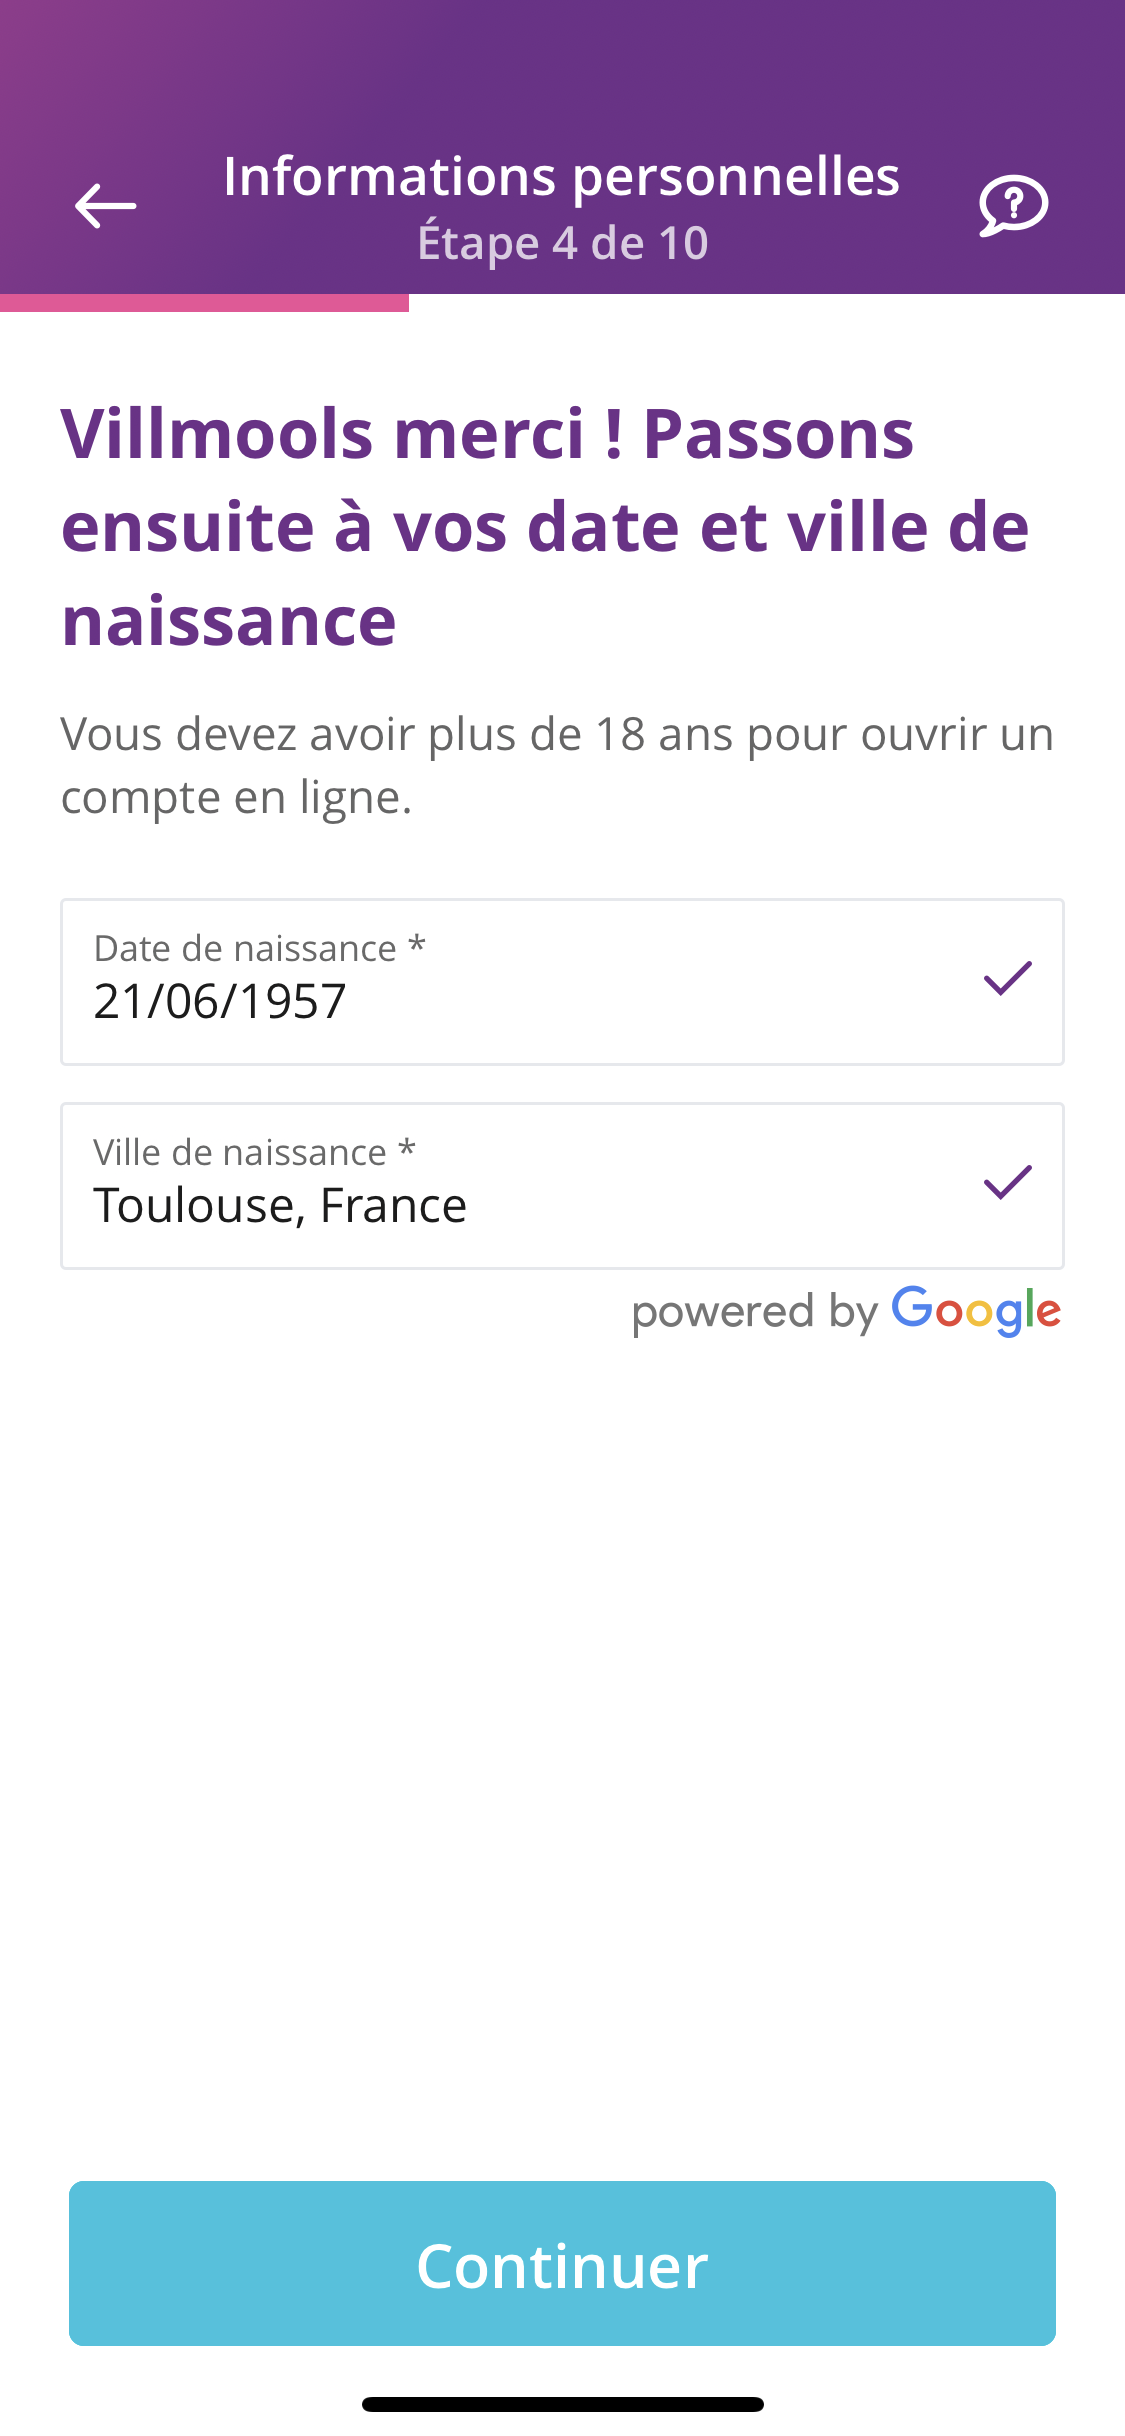 Informations personnelles
Étape 4 de 10
Villmools merci ! Passons
ensuite à vos date et ville de
naissance
Vous devez avoir plus de 18 ans pour ouvrir un
compte en ligne.
Date de naissance *
21/06/1957
Ville de naissance *
Toulouse, France
powered by Google
Continuer